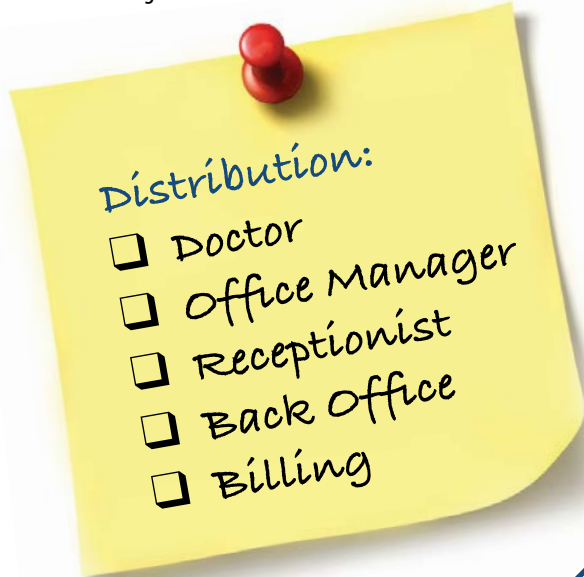 Distribution:
❑ Doctor
❑ Office Manager
❑ Receptionist
❑ Back Office
❑ Billing